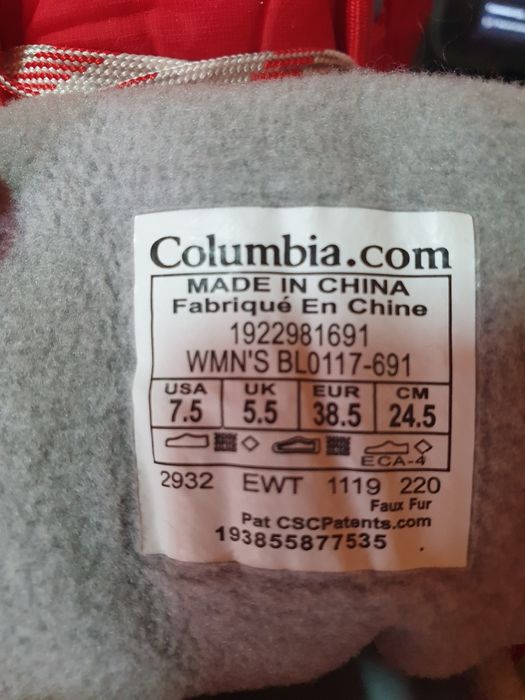 Columbia.com
MADE IN CHINA
Fabriqué En Chine
1922981691
WMN'S BL0117-691
USA UK EUR CM
7.5 5.5 38.5 24.5
ECA-4
2932 EWT 1119 220
Faux Fur
Pat CSCPatents.com
193855877535 .